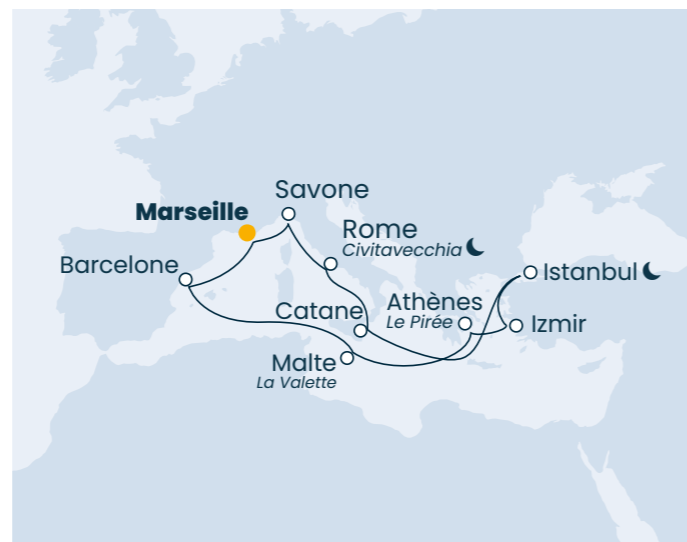 Savone
Marseille
Rome
Civitavecchia
Barcelone
Istanbul
Athènes
Le Pirée
Catane
Izmir
Malte
La Valette